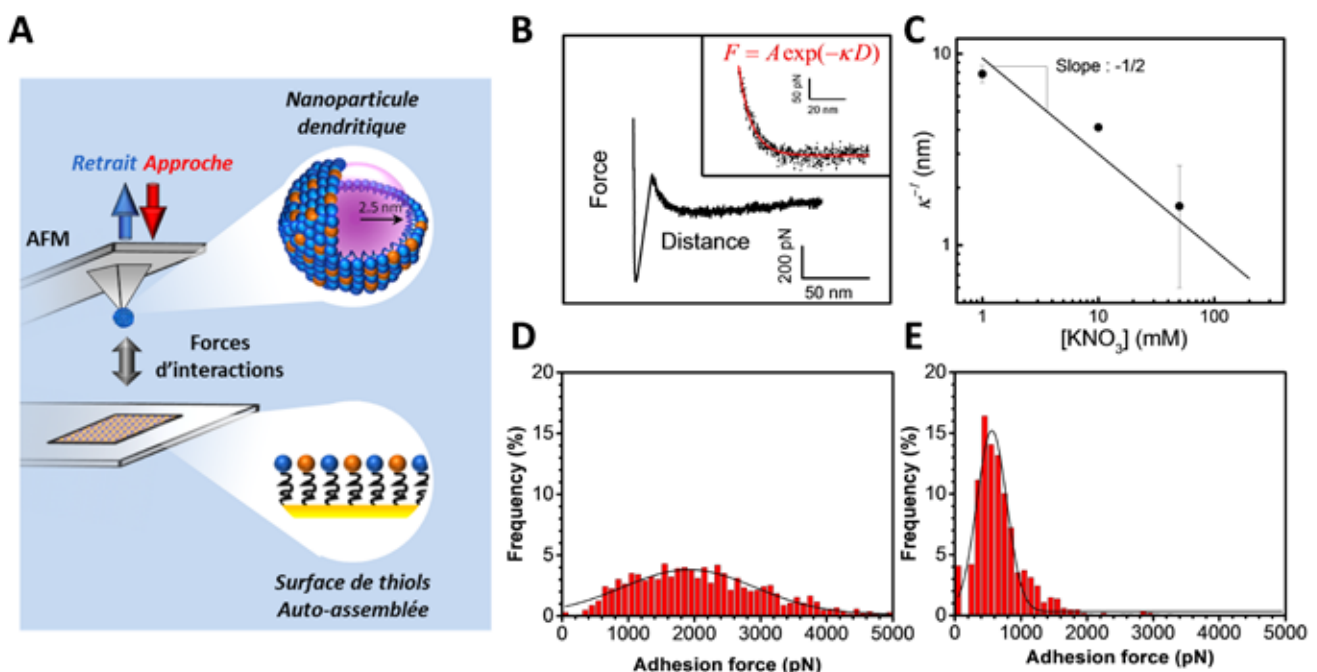 A
Nanoparticule
dendritique
Retrait Approche
2.5 nm
AFM
Forces
d'interactions
Surface de thiols
Auto-assemblée
B
F = A exp(−κD)
50 pN
20 nm
Force
Distance
200 pN
50 nm
C
10
Slope : -1/2
κ⁻¹ (nm)
1
1 10 100
[KNO₃] (mM)
D
20
15
10
5
0
Frequency (%)
0 1000 2000 3000 4000 5000
Adhesion force (pN)
E
20
15
10
5
0
Frequency (%)
0 1000 2000 3000 4000 5000
Adhesion force (pN)